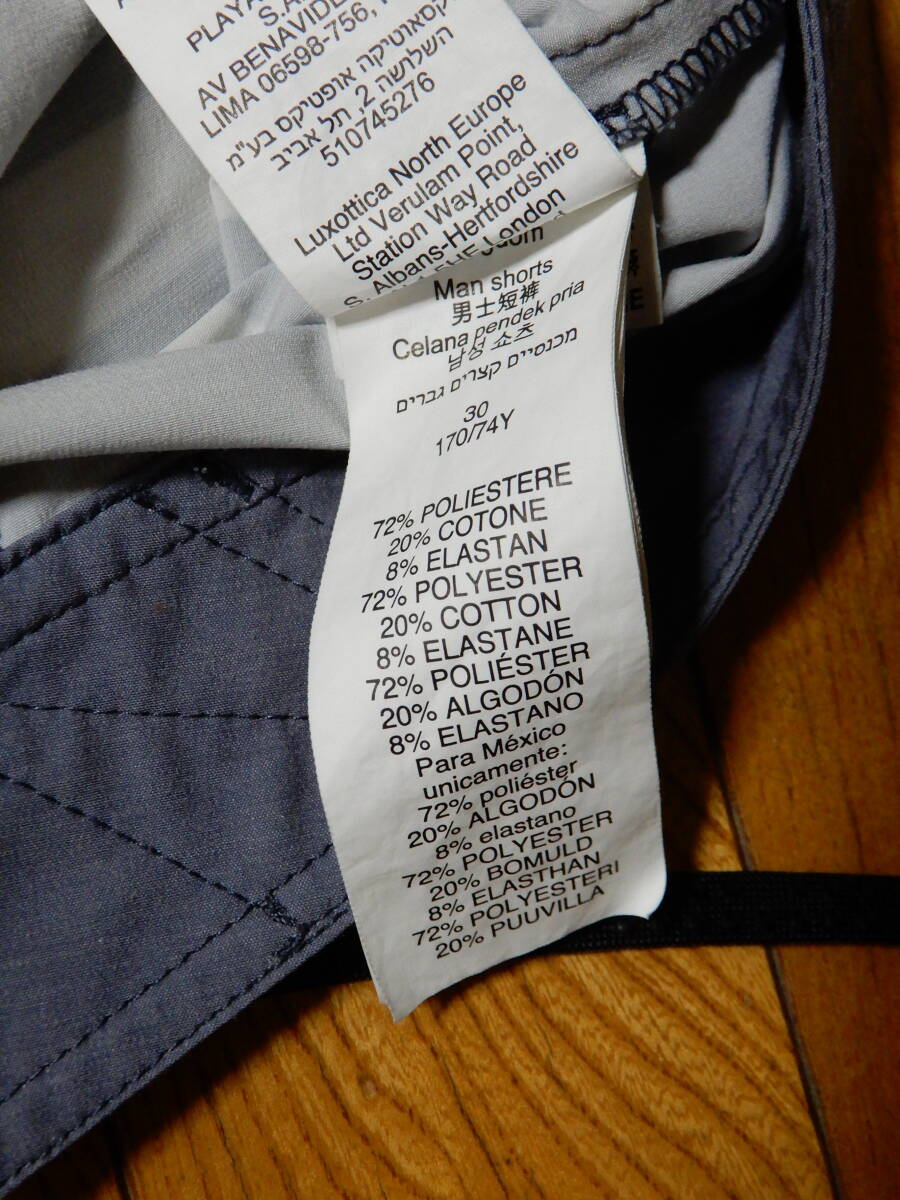 PLAYA
S.A.
AV BENAVIDE
LIMA 06598-756,
אופטיקס בע"מ
השלושה 2, תל אביב
510745276
Luxottica North Europe
Ltd Verulam Point,
Station Way Road
S. Albans-Hertfordshire
London
Man shorts
男士短裤
Celana pendek pria
남성 쇼츠
מכנסיים קצרים גברים
30
170/74Y
72% POLIESTERE
20% COTONE
8% ELASTAN
72% POLYESTER
20% COTTON
8% ELASTANE
72% POLIÉSTER
20% ALGODÓN
8% ELASTANO
Para México
unicamente:
72% poliéster
20% ALGODÓN
8% elastano
72% POLYESTER
20% BOMULD
8% ELASTHAN
72% POLYESTERI
20% PUUVILLA